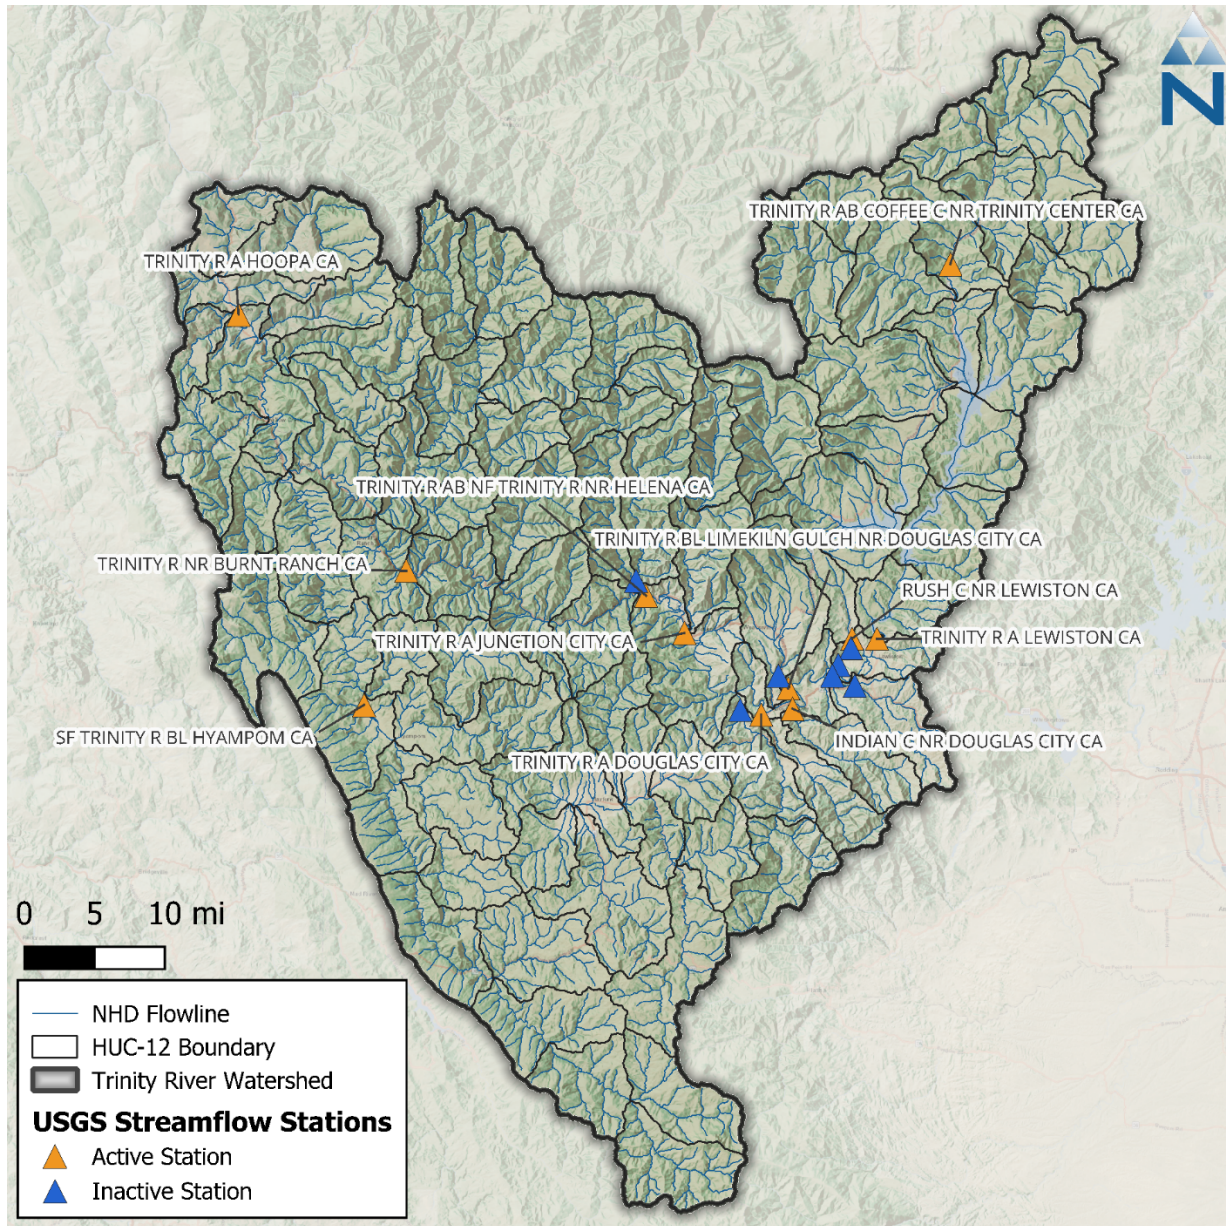 N
TRINITY R AB COFFEE C NR TRINITY CENTER CA
TRINITY R A HOOPA CA
TRINITY R AB NF TRINITY R NR HELENA CA
TRINITY R BL LIMEKILN GULCH NR DOUGLAS CITY CA
TRINITY R NR BURNT RANCH CA
RUSH C NR LEWISTON CA
TRINITY R A JUNCTION CITY CA
TRINITY R A LEWISTON CA
SF TRINITY R BL HYAMPOM CA
INDIAN C NR DOUGLAS CITY CA
TRINITY R A DOUGLAS CITY CA
0 5 10 mi
NHD Flowline
HUC-12 Boundary
Trinity River Watershed
USGS Streamflow Stations
Active Station
Inactive Station